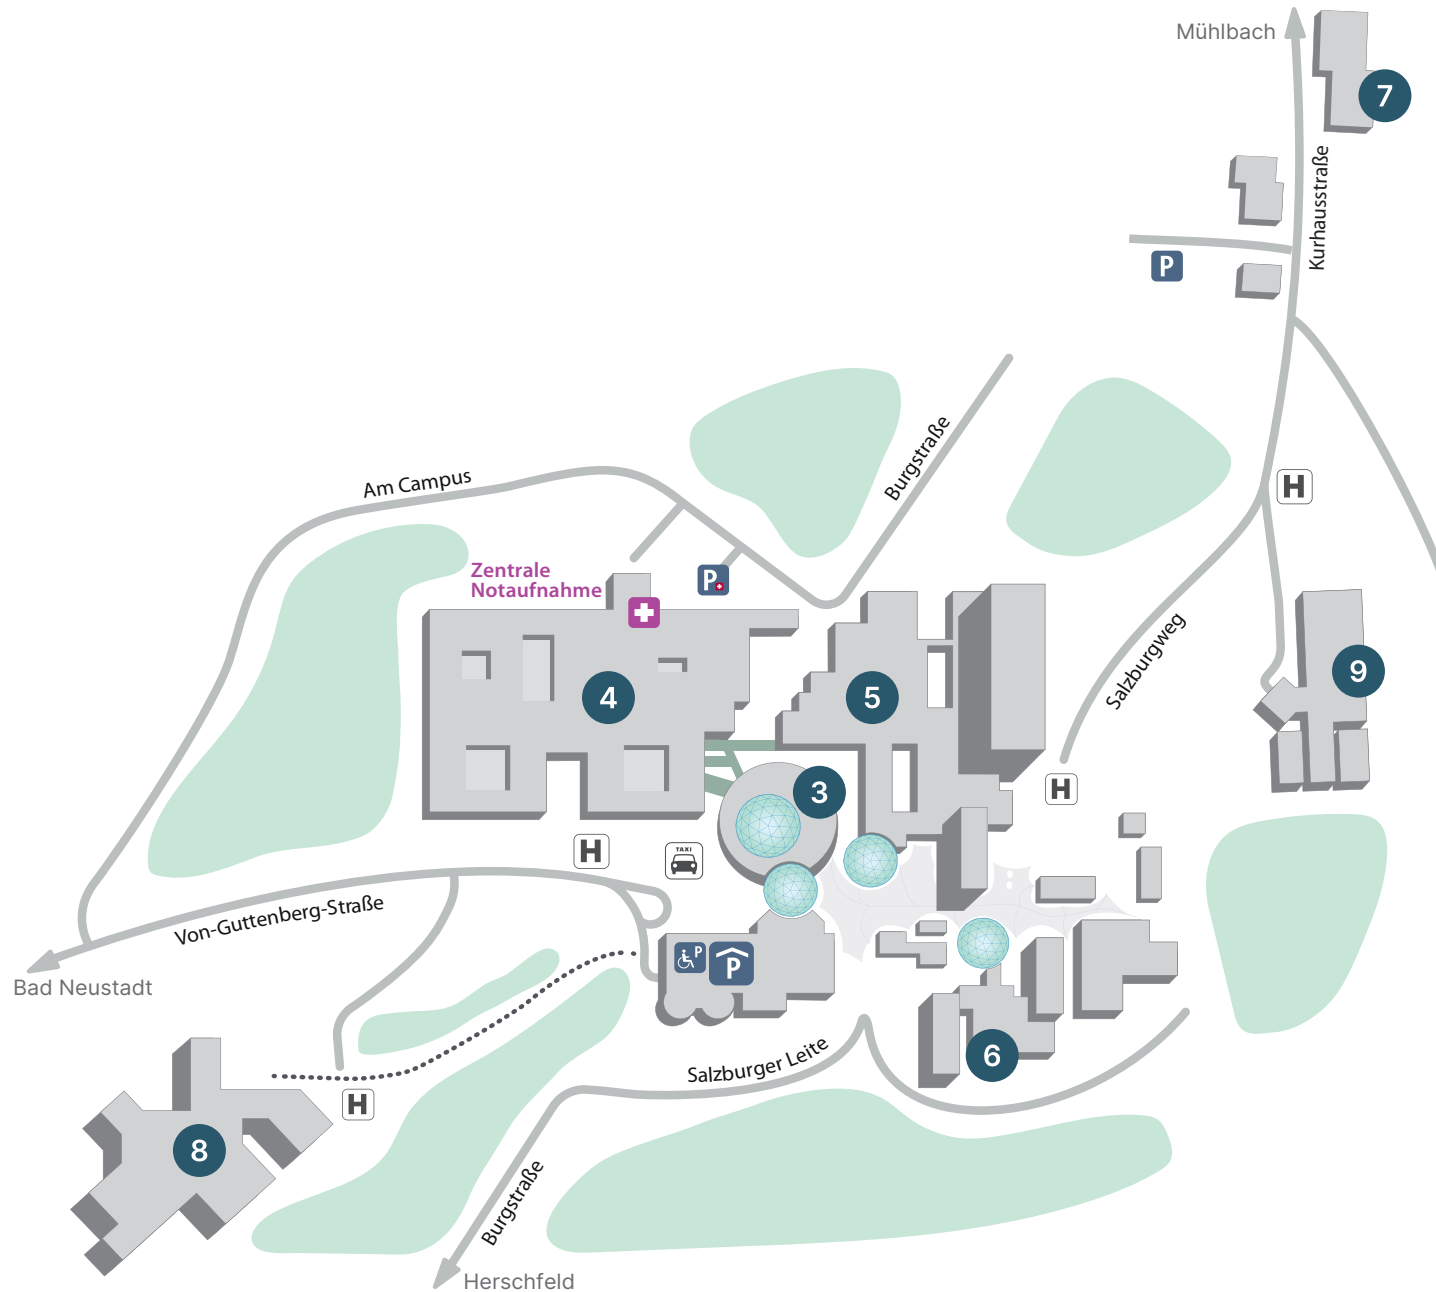 Mühlbach
7
Kurhausstraße
P
Burgstraße
H
Am Campus
Zentrale
Notaufnahme
P
Salzburgweg
4
5
9
3
H
H
TAXI
Von-Guttenberg-Straße
P
P
Bad Neustadt
6
Salzburger Leite
H
8
Burgstraße
Herschfeld